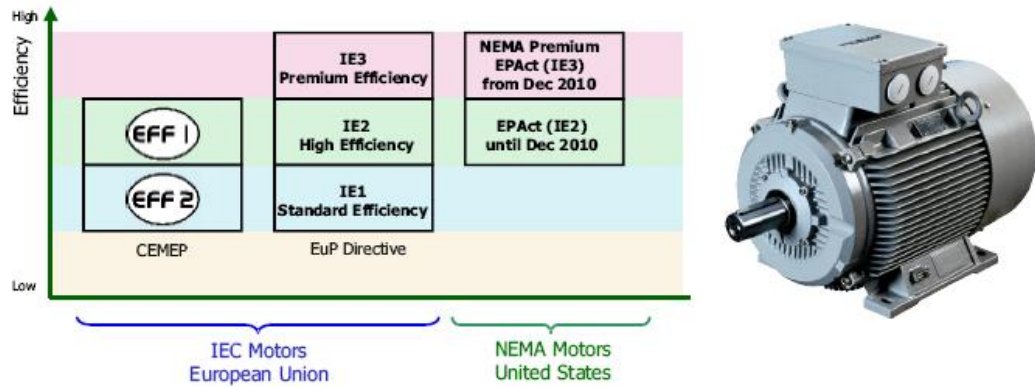 High
Efficiency
Low
EFF 1
EFF 2
CEMEP
IE3
Premium Efficiency
IE2
High Efficiency
IE1
Standard Efficiency
EuP Directive
NEMA Premium
EPAct (IE3)
from Dec 2010
EPAct (IE2)
until Dec 2010
IEC Motors
European Union
NEMA Motors
United States